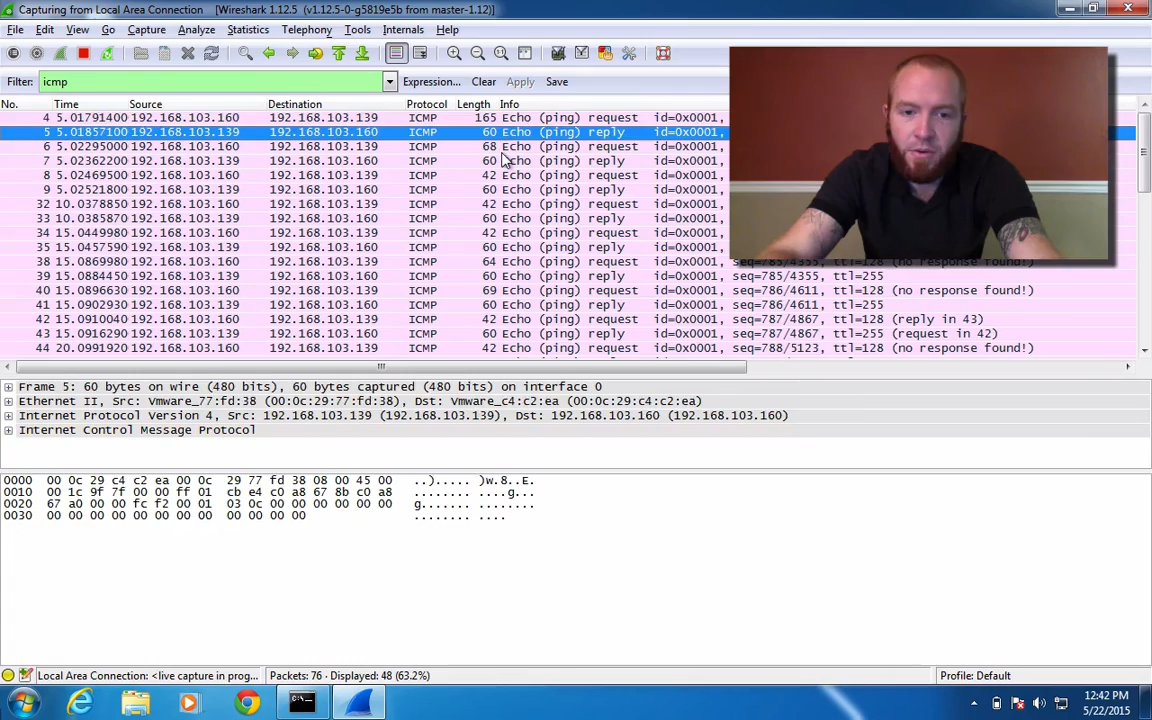 Capturing from Local Area Connection [Wireshark 1.12.5 (v1.12.5-0-g5819e5b from master-1.12)]
File Edit View Go Capture Analyze Statistics Telephony Tools Internals Help
Filter: icmp Expression... Clear Apply Save
No. Time Source Destination Protocol Length Info
4 5.01791400 192.168.103.160 192.168.103.139 ICMP 165 Echo (ping) request id=0x0001,
5 5.01857100 192.168.103.139 192.168.103.160 ICMP 60 Echo (ping) reply id=0x0001,
6 5.02295000 192.168.103.160 192.168.103.139 ICMP 68 Echo (ping) request id=0x0001,
7 5.02362200 192.168.103.139 192.168.103.160 ICMP 60 Echo (ping) reply id=0x0001,
8 5.02469500 192.168.103.160 192.168.103.139 ICMP 42 Echo (ping) request id=0x0001,
9 5.02521800 192.168.103.139 192.168.103.160 ICMP 60 Echo (ping) reply id=0x0001,
32 10.0377850 192.168.103.160 192.168.103.139 ICMP 42 Echo (ping) request id=0x0001,
33 10.0385870 192.168.103.139 192.168.103.160 ICMP 60 Echo (ping) reply id=0x0001,
34 15.0449980 192.168.103.160 192.168.103.139 ICMP 42 Echo (ping) request id=0x0001,
35 15.0457590 192.168.103.139 192.168.103.160 ICMP 60 Echo (ping) reply id=0x0001,
38 15.0869980 192.168.103.160 192.168.103.139 ICMP 64 Echo (ping) request id=0x0001, seq=785/4355, ttl=128 (no response found!)
39 15.0884450 192.168.103.139 192.168.103.160 ICMP 60 Echo (ping) reply id=0x0001, seq=785/4355, ttl=255
40 15.0896630 192.168.103.160 192.168.103.139 ICMP 69 Echo (ping) request id=0x0001, seq=786/4611, ttl=128 (no response found!)
41 15.0902930 192.168.103.139 192.168.103.160 ICMP 60 Echo (ping) reply id=0x0001, seq=786/4611, ttl=255
42 15.0910040 192.168.103.160 192.168.103.139 ICMP 42 Echo (ping) request id=0x0001, seq=787/4867, ttl=128 (reply in 43)
43 15.0916290 192.168.103.139 192.168.103.160 ICMP 60 Echo (ping) reply id=0x0001, seq=787/4867, ttl=255 (request in 42)
44 20.0991920 192.168.103.160 192.168.103.139 ICMP 42 Echo (ping) request id=0x0001, seq=788/5123, ttl=128 (no response found!)
Frame 5: 60 bytes on wire (480 bits), 60 bytes captured (480 bits) on interface 0
Ethernet II, Src: Vmware_77:fd:38 (00:0c:29:77:fd:38), Dst: Vmware_c4:c2:ea (00:0c:29:c4:c2:ea)
Internet Protocol Version 4, Src: 192.168.103.139 (192.168.103.139), Dst: 192.168.103.160 (192.168.103.160)
Internet Control Message Protocol
0000 00 0c 29 c4 c2 ea 00 0c 29 77 fd 38 08 00 45 00 ..)..... )w.8..E.
0010 00 1c 9f 7f 00 00 ff 01 cb e4 c0 a8 67 8b c0 a8 ........ ....g...
0020 67 a0 00 00 fc f2 00 01 03 0c 00 00 00 00 00 00 g....... ........
0030 00 00 00 00 00 00 00 00 00 00 00 00 ........ ....
Local Area Connection: <live capture in prog... Packets: 76 - Displayed: 48 (63.2%) Profile: Default
12:42 PM
5/22/2015